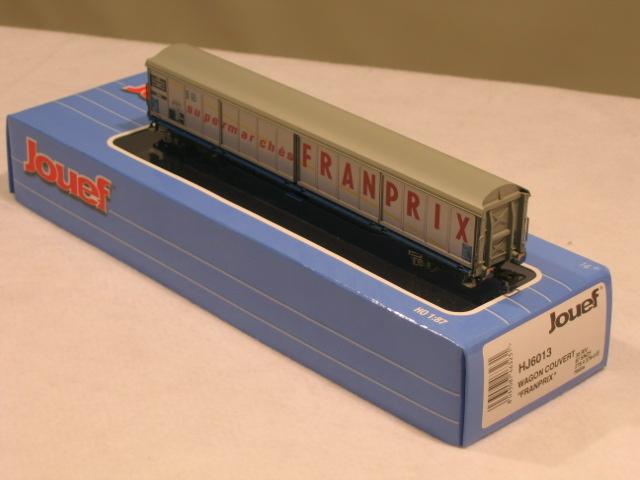 supermarchés FRANPRIX
Jouef
HO 1:87
Jouef
HJ6013
WAGON COUVERT
"FRANPRIX"